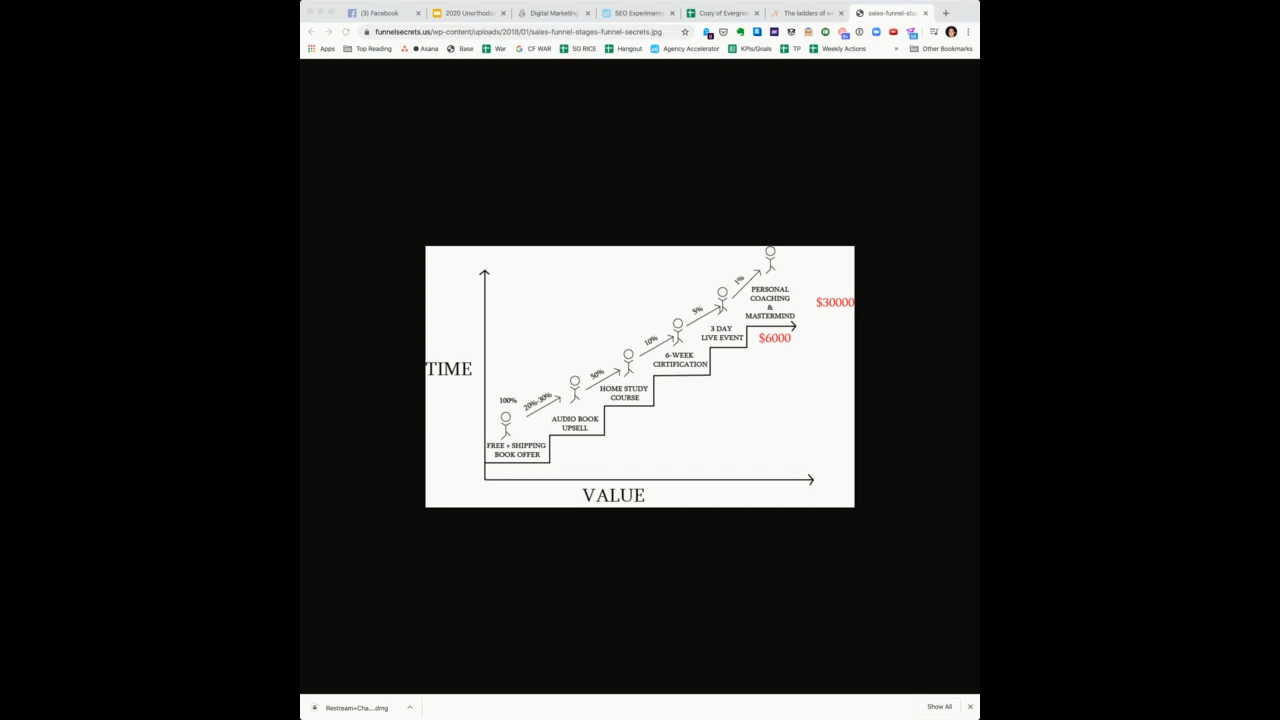 (3) Facebook
2020 Unorthodo
Digital Marketing
SEO Experiment
Copy of Evergre
The ladders of w
sales-funnel-sta
funnelsecrets.us/wp-content/uploads/2018/01/sales-funnel-stages-funnel-secrets.jpg
Apps
Top Reading
Asana
Base
War
CF WAR
SG RICE
Hangout
Agency Accelerator
KPIs/Goals
TP
Weekly Actions
»
Other Bookmarks
1%
PERSONAL
COACHING
&
MASTERMIND
$30000
5%
3 DAY
LIVE EVENT
$6000
10%
6-WEEK
CIRTIFICATION
TIME
50%
HOME STUDY
COURSE
100%
20%-30%
AUDIO BOOK
UPSELL
FREE + SHIPPING
BOOK OFFER
VALUE
Restream+Cha....dmg
Show All